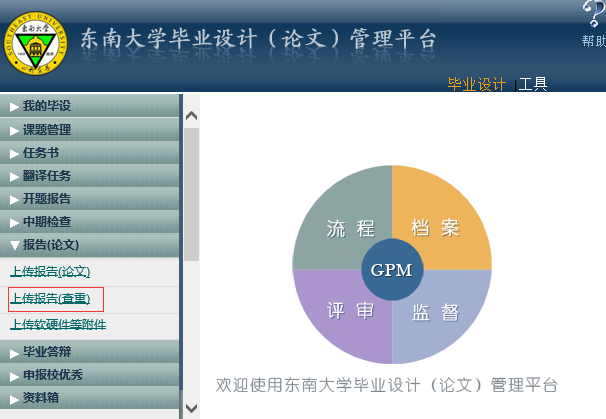 东南大学毕业设计（论文）管理平台
帮助
毕业设计 | 工具
▶我的毕设
▶课题管理
▶任务书
▶翻译任务
▶开题报告
▶中期检查
▼报告(论文)
上传报告(论文)
上传报告(查重)
上传软硬件等附件
▶毕业答辩
▶申报校优秀
▶资料箱
流程
档案
GPM
评审
监督
欢迎使用东南大学毕业设计（论文）管理平台